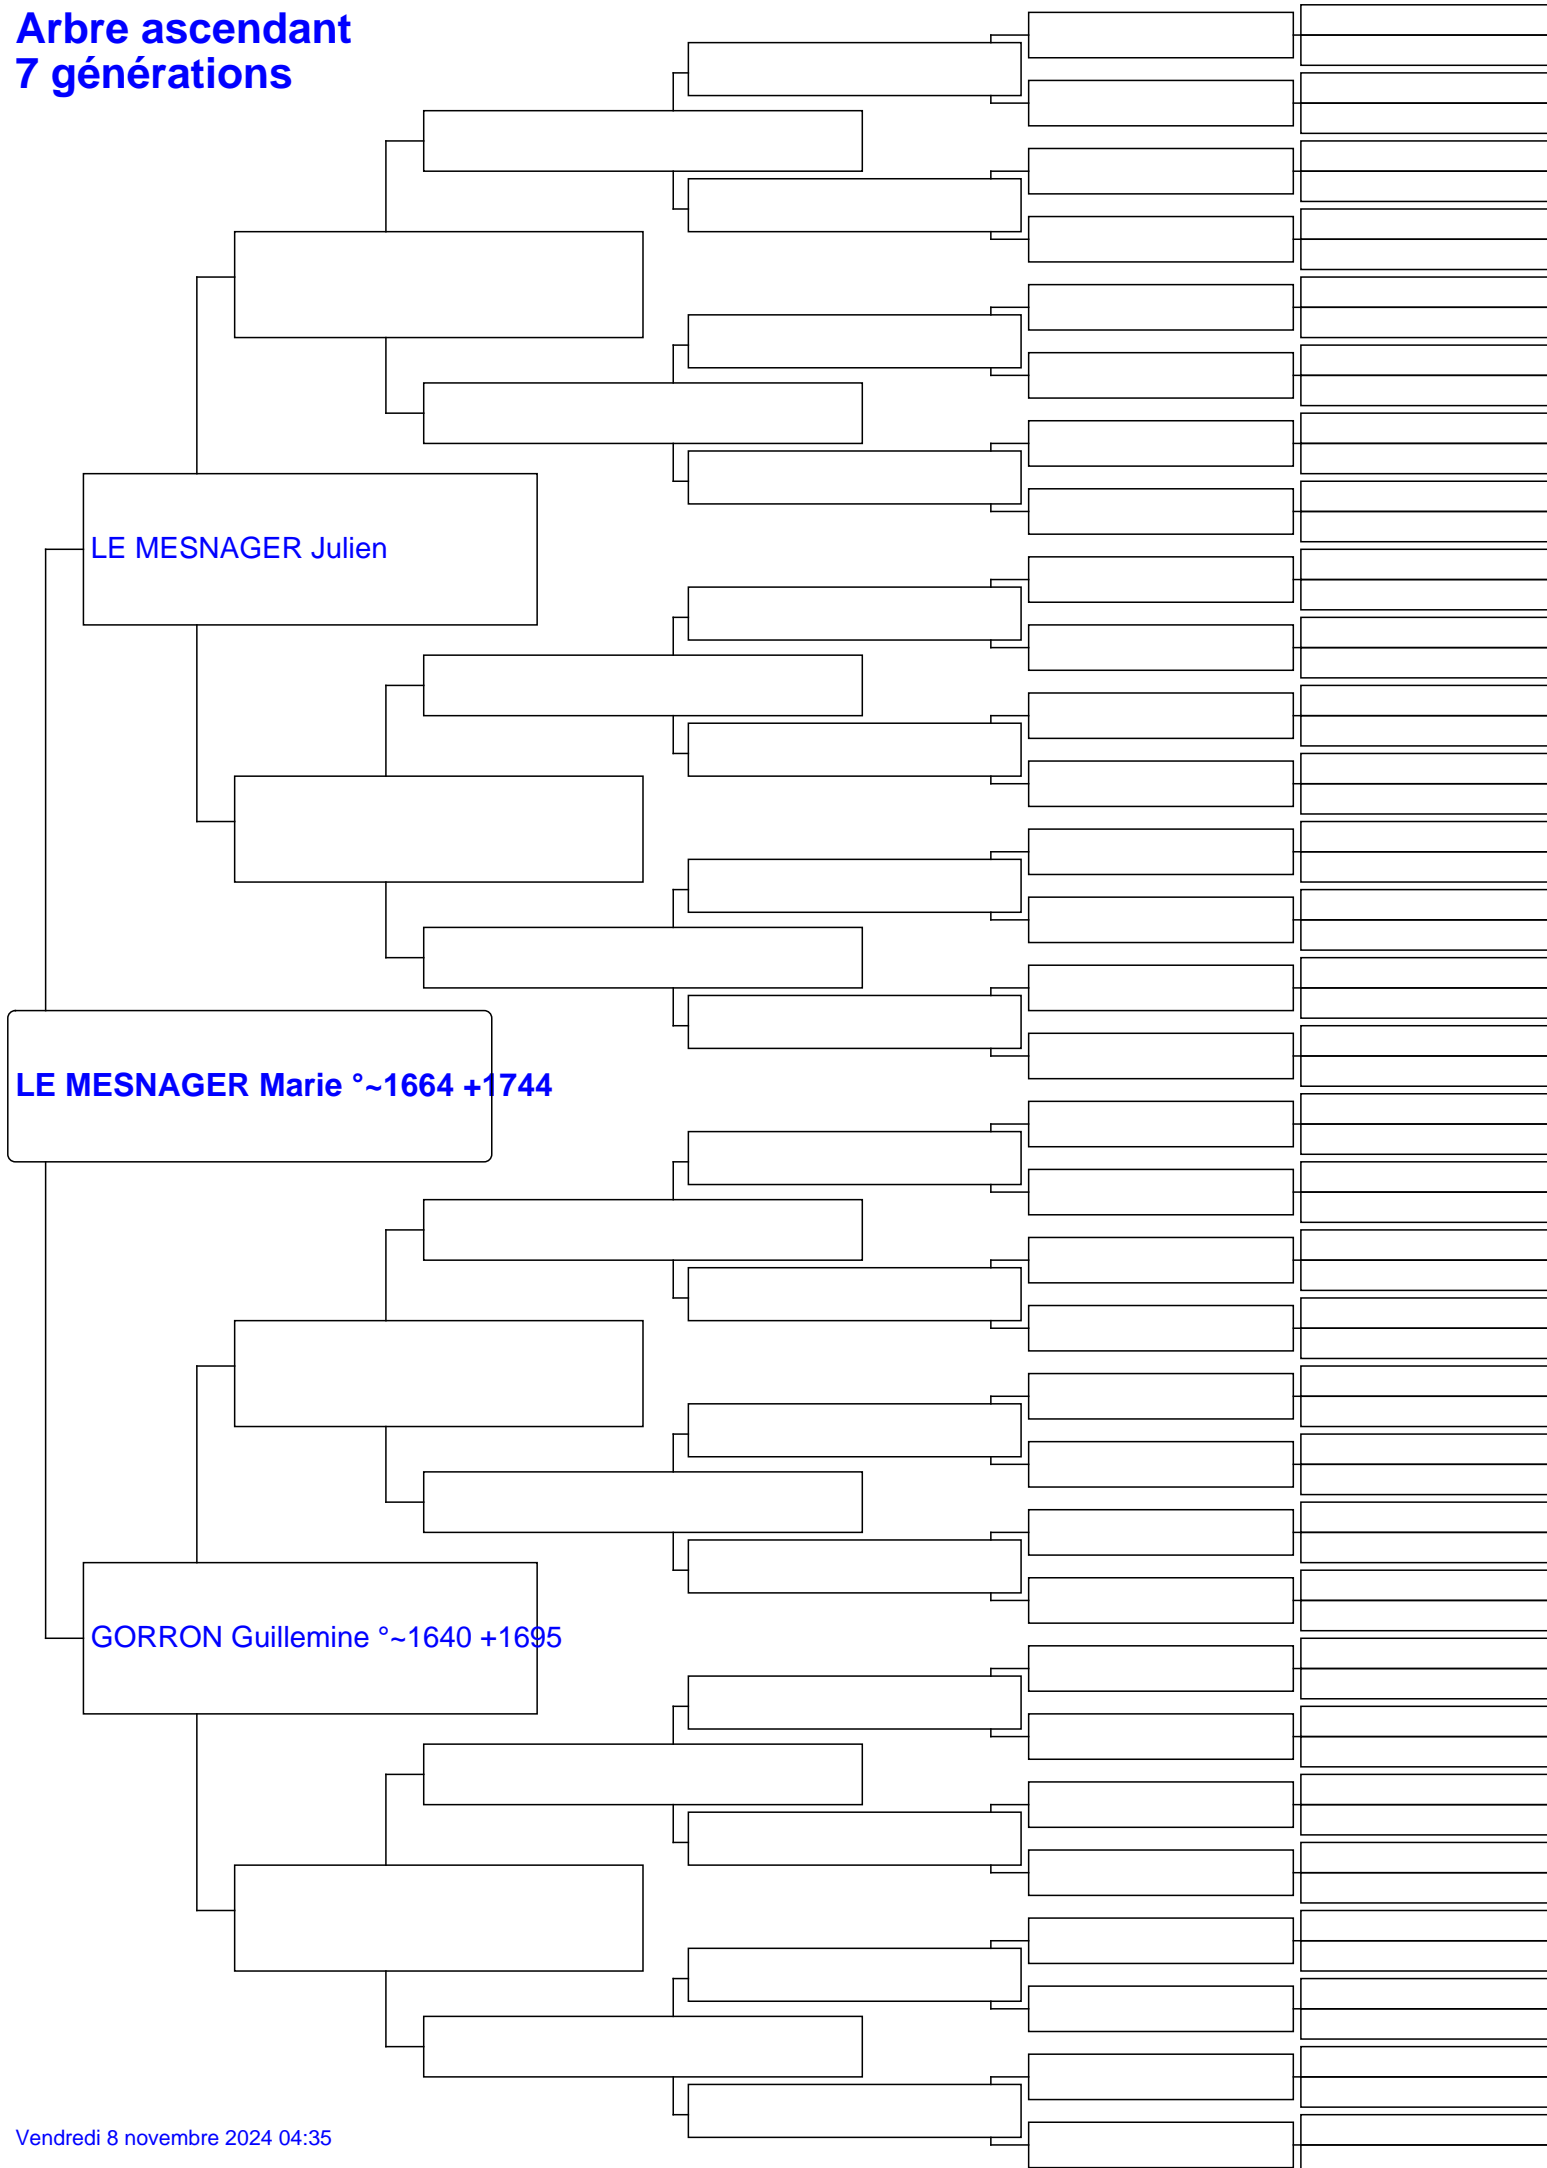 Arbre ascendant
7 générations
LE MESNAGER Julien
LE MESNAGER Marie °~1664 +1744
GORRON Guillemine °~1640 +1695
Vendredi 8 novembre 2024 04:35